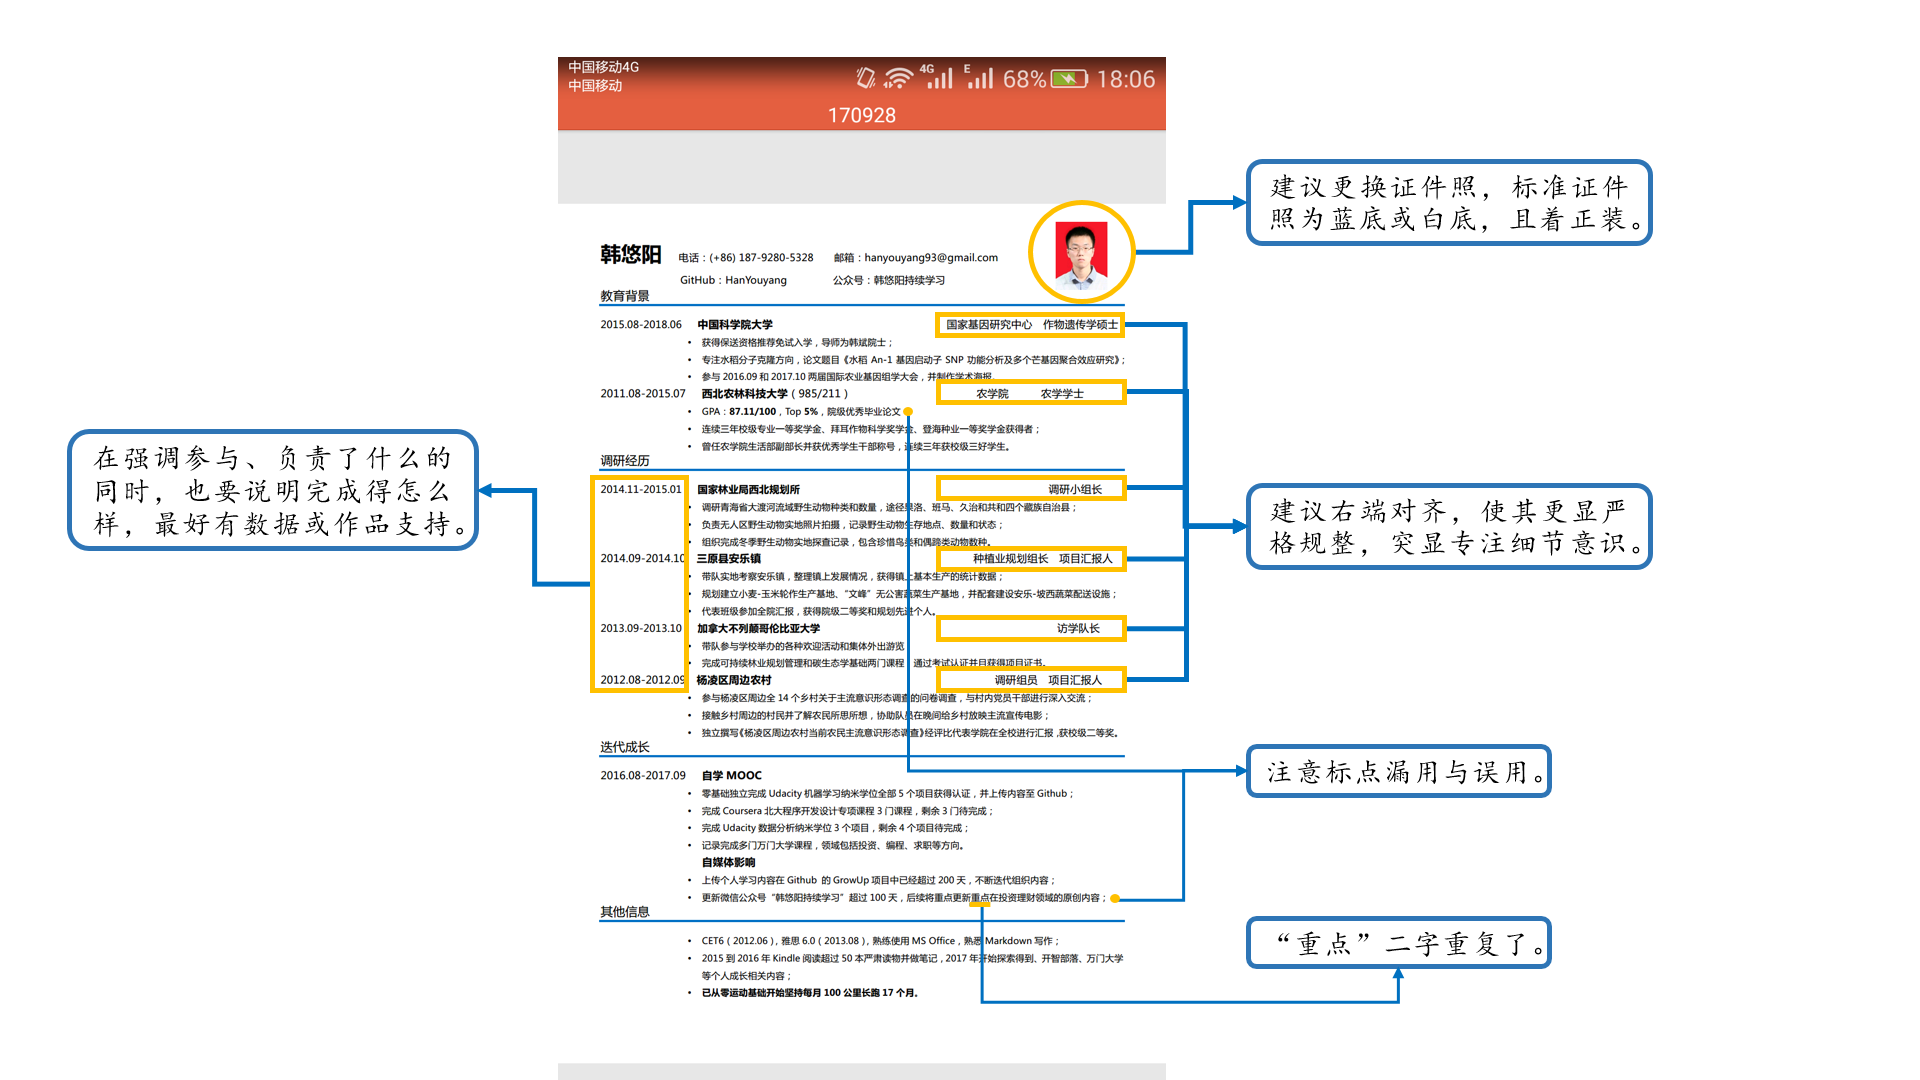 中国移动4G
中国移动
4G E 68% 18:06
170928
韩悠阳 电话：(+86) 187-9280-5328 邮箱：hanyouyang93@gmail.com
GitHub：HanYouyang 公众号：韩悠阳持续学习
教育背景
2015.08-2018.06 中国科学院大学 国家基因研究中心 作物遗传学硕士
• 获得保送资格推荐免试入学，导师为韩斌院士；
• 专注水稻分子克隆方向，论文题目《水稻 An-1 基因启动子 SNP 功能分析及多个芒基因聚合效应研究》；
• 参与 2016.09 和 2017.10 两届国际农业基因组学大会，并制作学术海报。
2011.08-2015.07 西北农林科技大学（985/211） 农学院 农学学士
• GPA：87.11/100，Top 5%，院级优秀毕业论文
• 连续三年校级专业一等奖学金、拜耳作物科学奖学金、登海种业一等奖学金获得者；
• 曾任农学院生活部副部长并获优秀学生干部称号，连续三年获校级三好学生。
调研经历
2014.11-2015.01 国家林业局西北规划所 调研小组长
• 调研青海省大渡河流域野生动物种类和数量，途径果洛、班马、久治和共和四个藏族自治县；
• 负责无人区野生动物实地照片拍摄，记录野生动物生存地点、数量和状态；
• 组织完成冬季野生动物实地探查记录，包含珍惜鸟类和偶蹄类动物数种。
2014.09-2014.10 三原县安乐镇 种植业规划组长 项目汇报人
• 带队实地考察安乐镇，整理镇上发展情况，获得镇上基本生产的统计数据；
• 规划建立小麦-玉米轮作生产基地、“文峰”无公害蔬菜生产基地，并配套建设安乐-坡西蔬菜配送设施；
• 代表班级参加全院汇报，获得院级二等奖和规划先进个人。
2013.09-2013.10 加拿大不列颠哥伦比亚大学 访学队长
• 带队参与学校举办的各种欢迎活动和集体外出游览
• 完成可持续林业规划管理和碳生态学基础两门课程，通过考试认证并且获得项目证书。
2012.08-2012.09 杨凌区周边农村 调研组员 项目汇报人
• 参与杨凌区周边全 14 个乡村关于主流意识形态调查的问卷调查，与村内党员干部进行深入交流；
• 接触乡村周边的村民并了解农民所思所想，协助队员在晚间给乡村放映主流宣传电影；
• 独立撰写《杨凌区周边农村当前农民主流意识形态调查》经评比代表学院在全校进行汇报，获校级二等奖。
迭代成长
2016.08-2017.09 自学 MOOC
• 零基础独立完成 Udacity 机器学习纳米学位全部 5 个项目获得认证，并上传内容至 Github；
• 完成 Coursera 北大程序开发设计专项课程 3 门课程，剩余 3 门待完成；
• 完成 Udacity 数据分析纳米学位 3 个项目，剩余 4 个项目待完成；
• 记录完成多门万门大学课程，领域包括投资、编程、求职等方向。
自媒体影响
• 上传个人学习内容在 Github 的 GrowUp 项目中已经超过 200 天，不断迭代组织内容；
• 更新微信公众号“韩悠阳持续学习”超过 100 天，后续将重点更新重点在投资理财领域的原创内容；
其他信息
• CET6（2012.06），雅思 6.0（2013.08），熟练使用 MS Office，熟悉 Markdown 写作；
• 2015 到 2016 年 Kindle 阅读超过 50 本严肃读物并做笔记，2017 年开始探索得到、开智部落、万门大学
等个人成长相关内容；
• 已从零运动基础开始坚持每月 100 公里长跑 17 个月。
在强调参与、负责了什么的
同时，也要说明完成得怎么
样，最好有数据或作品支持。
建议更换证件照，标准证件
照为蓝底或白底，且着正装。
建议右端对齐，使其更显严
格规整，突显专注细节意识。
注意标点漏用与误用。
“重点”二字重复了。